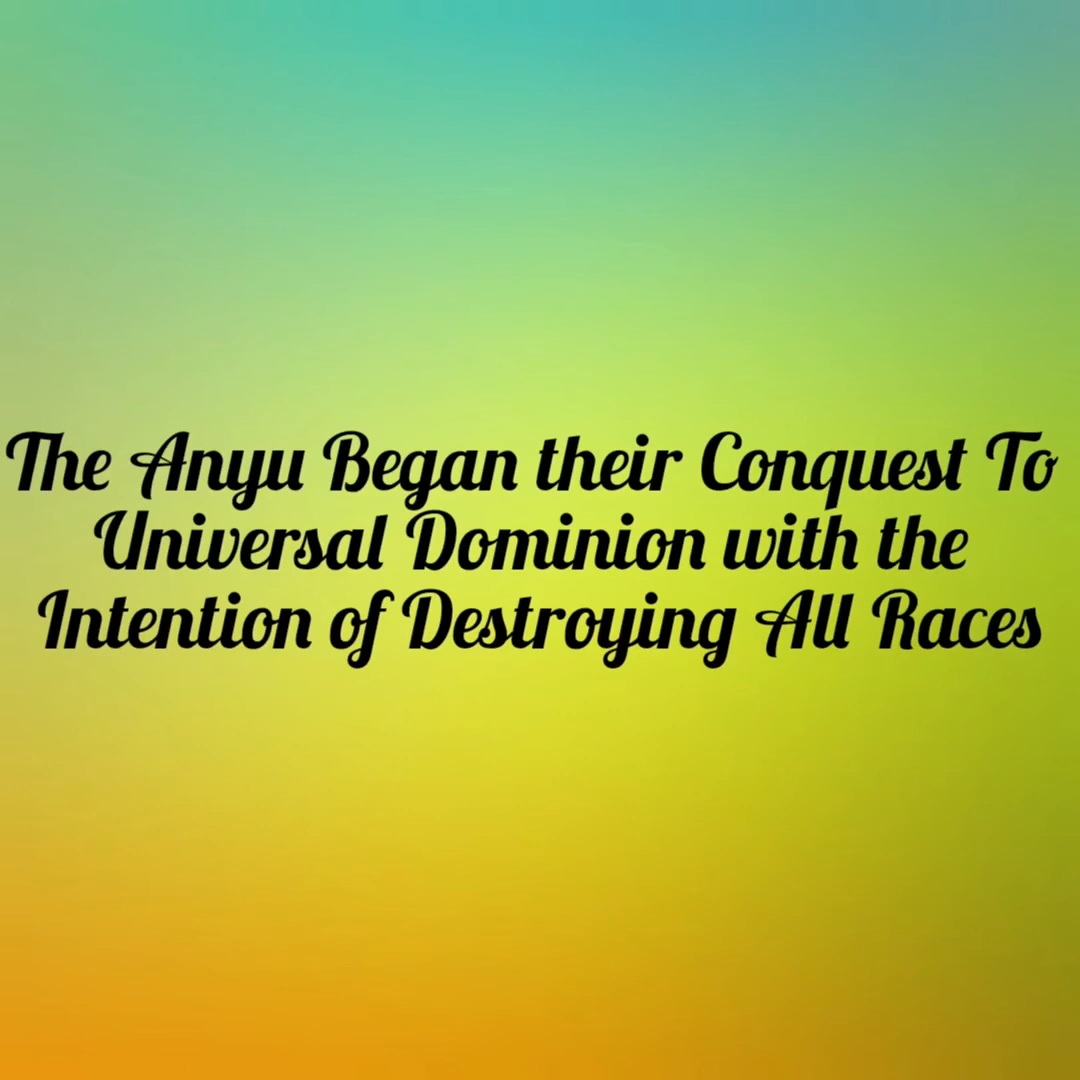 The Anyu Began their Conquest To
Universal Dominion with the
Intention of Destroying All Races